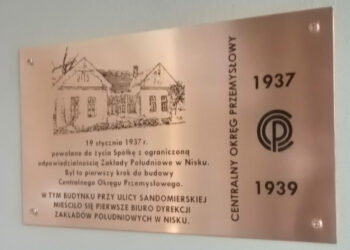 19 stycznia 1937 r.
powołano do życia Spółkę z ograniczoną
odpowiedzialnością Zakłady Południowe w Nisku.
Był to pierwszy krok do budowy
Centralnego Okręgu Przemysłowego.
W TYM BUDYNKU PRZY ULICY SANDOMIERSKIEJ
MIEŚCIŁO SIĘ PIERWSZE BIURO DYREKCJI
ZAKŁADÓW POŁUDNIOWYCH W NISKU.
CENTRALNY OKRĘG PRZEMYSŁOWY
1937
COP
1939